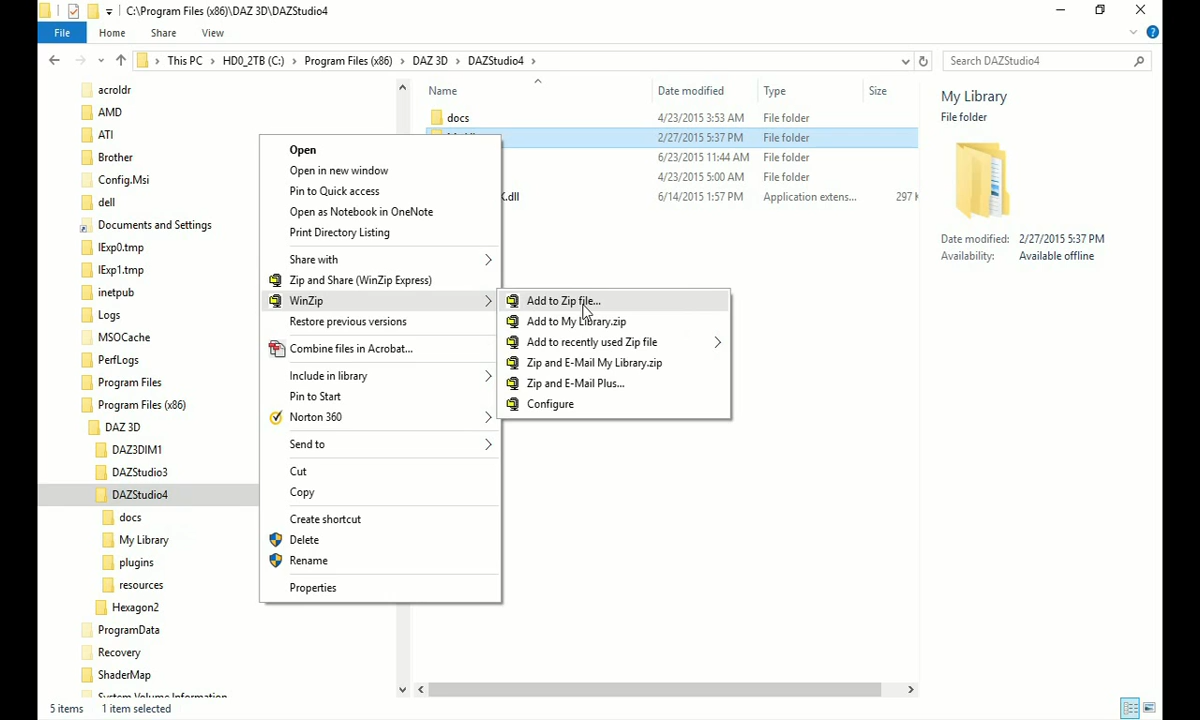 C:\Program Files (x86)\DAZ 3D\DAZStudio4
File Home Share View
This PC HD0_2TB (C:) Program Files (x86) DAZ 3D DAZStudio4
Search DAZStudio4
acroldr
AMD
ATI
Brother
Config.Msi
dell
Documents and Settings
IExp0.tmp
IExp1.tmp
inetpub
Logs
MSOCache
PerfLogs
Program Files
Program Files (x86)
DAZ 3D
DAZ3DIM1
DAZStudio3
DAZStudio4
docs
My Library
plugins
resources
Hexagon2
ProgramData
Recovery
ShaderMap
System Volume Information
Name Date modified Type Size
docs 4/23/2015 3:53 AM File folder
2/27/2015 5:37 PM File folder
6/23/2015 11:44 AM File folder
4/23/2015 5:00 AM File folder
.dll 6/14/2015 1:57 PM Application extens... 297 K
Open
Open in new window
Pin to Quick access
Open as Notebook in OneNote
Print Directory Listing
Share with
Zip and Share (WinZip Express)
WinZip
Restore previous versions
Combine files in Acrobat...
Include in library
Pin to Start
Norton 360
Send to
Cut
Copy
Create shortcut
Delete
Rename
Properties
Add to Zip file...
Add to My Library.zip
Add to recently used Zip file
Zip and E-Mail My Library.zip
Zip and E-Mail Plus...
Configure
My Library
File folder
Date modified: 2/27/2015 5:37 PM
Availability: Available offline
5 items 1 item selected